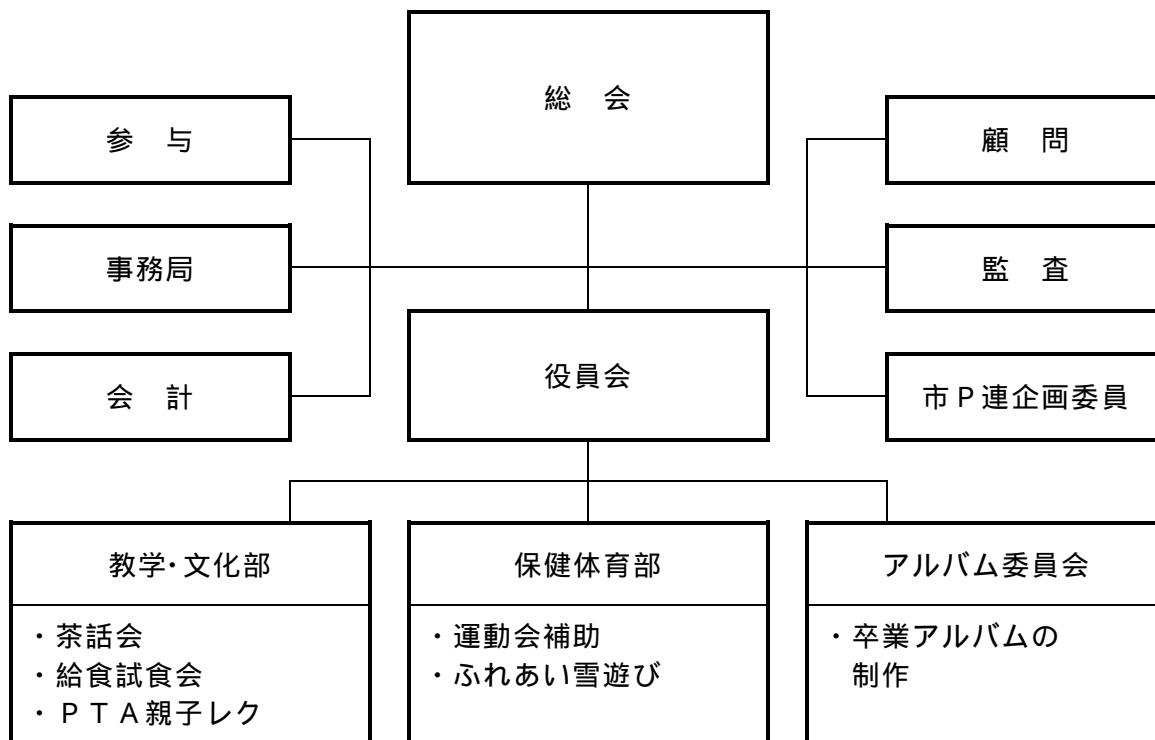 総　会
参　与
顧　問
事務局
監　査
役員会
会　計
市Ｐ連企画委員
教学・文化部
・茶話会
・給食試食会
・ＰＴＡ親子レク
保健体育部
・運動会補助
・ふれあい雪遊び
アルバム委員会
・卒業アルバムの
制作